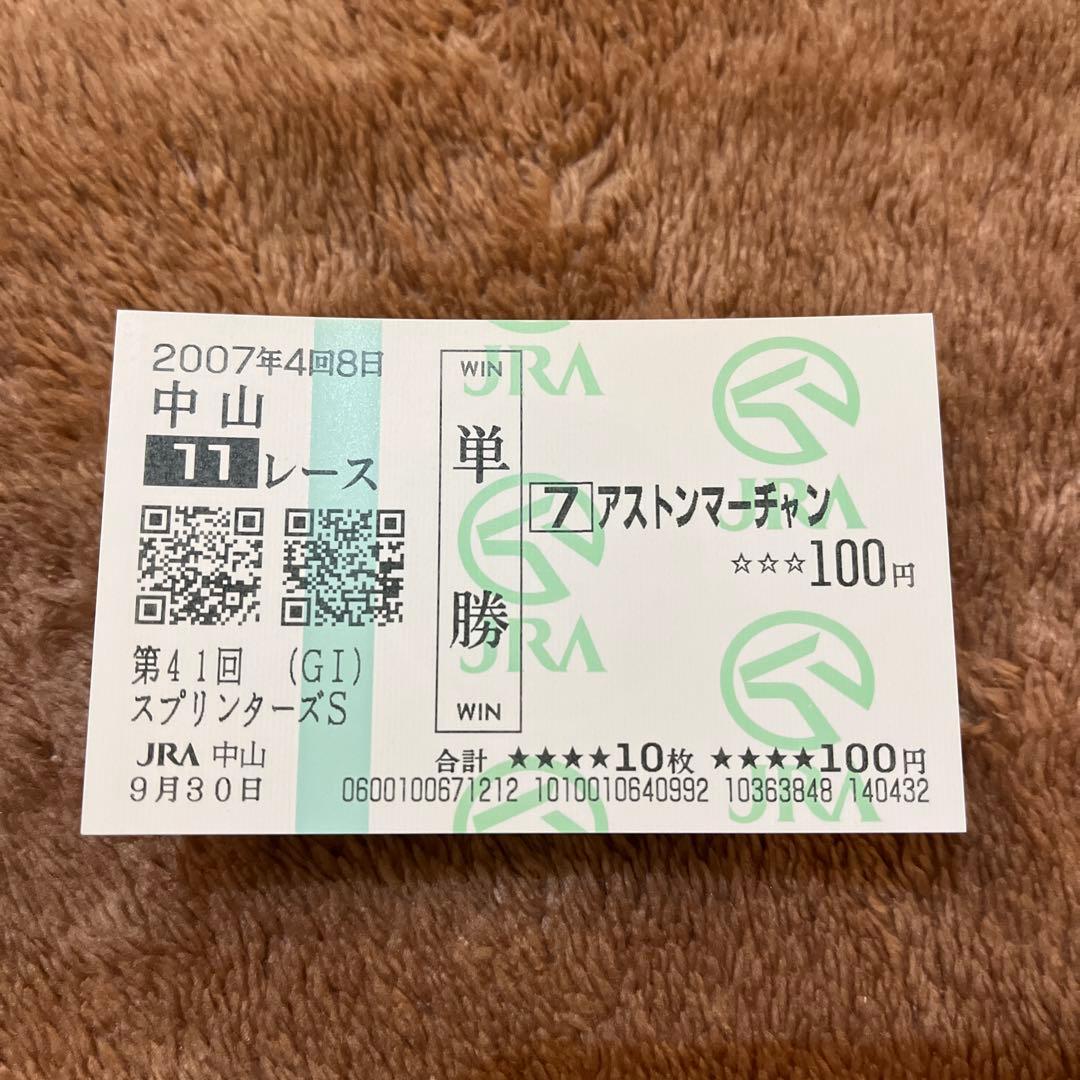 2007年4回8日
中山
11レース
第41回 (GI)
スプリンターズS
JRA 中山
9月30日
WIN
単勝
WIN
7 アストンマーチャン
☆☆☆100円
合計 ★★★★10枚 ★★★★100円
0600100671212 1010010640992 10363848 140432
JRA
JRA
JRA
JRA